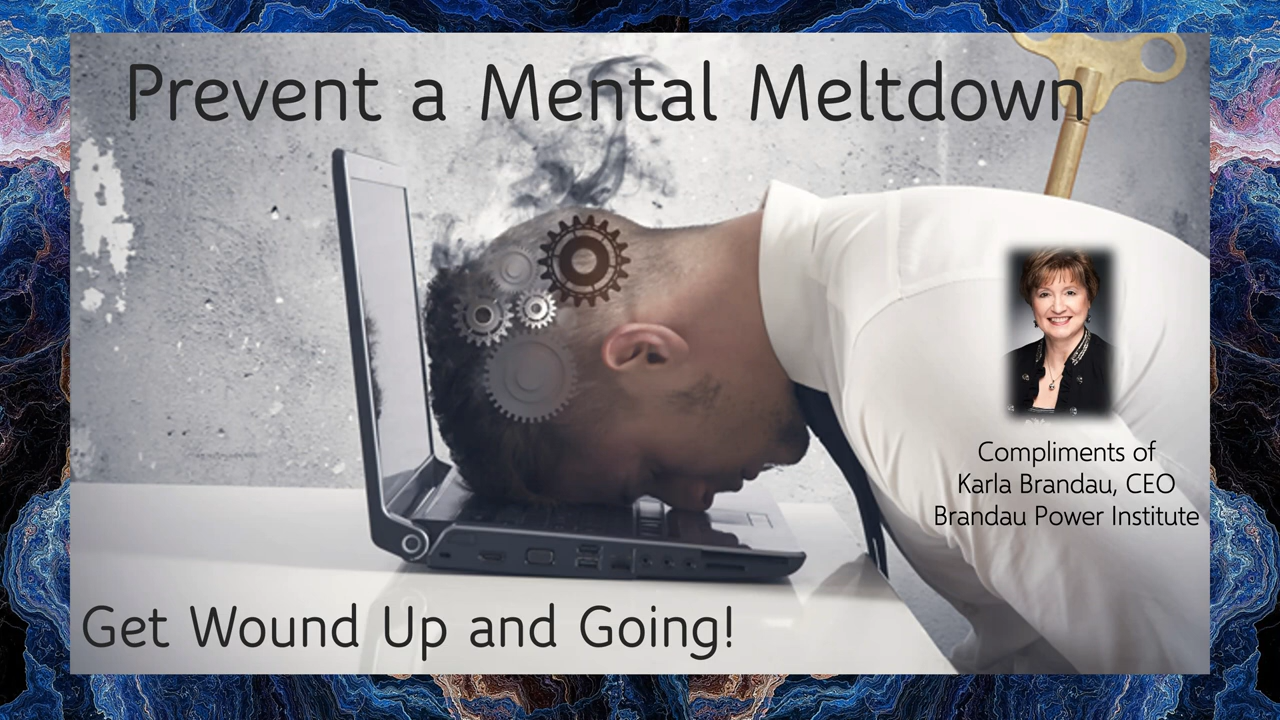 Prevent a Mental Meltdown
Compliments of
Karla Brandau, CEO
Brandau Power Institute
Get Wound Up and Going!